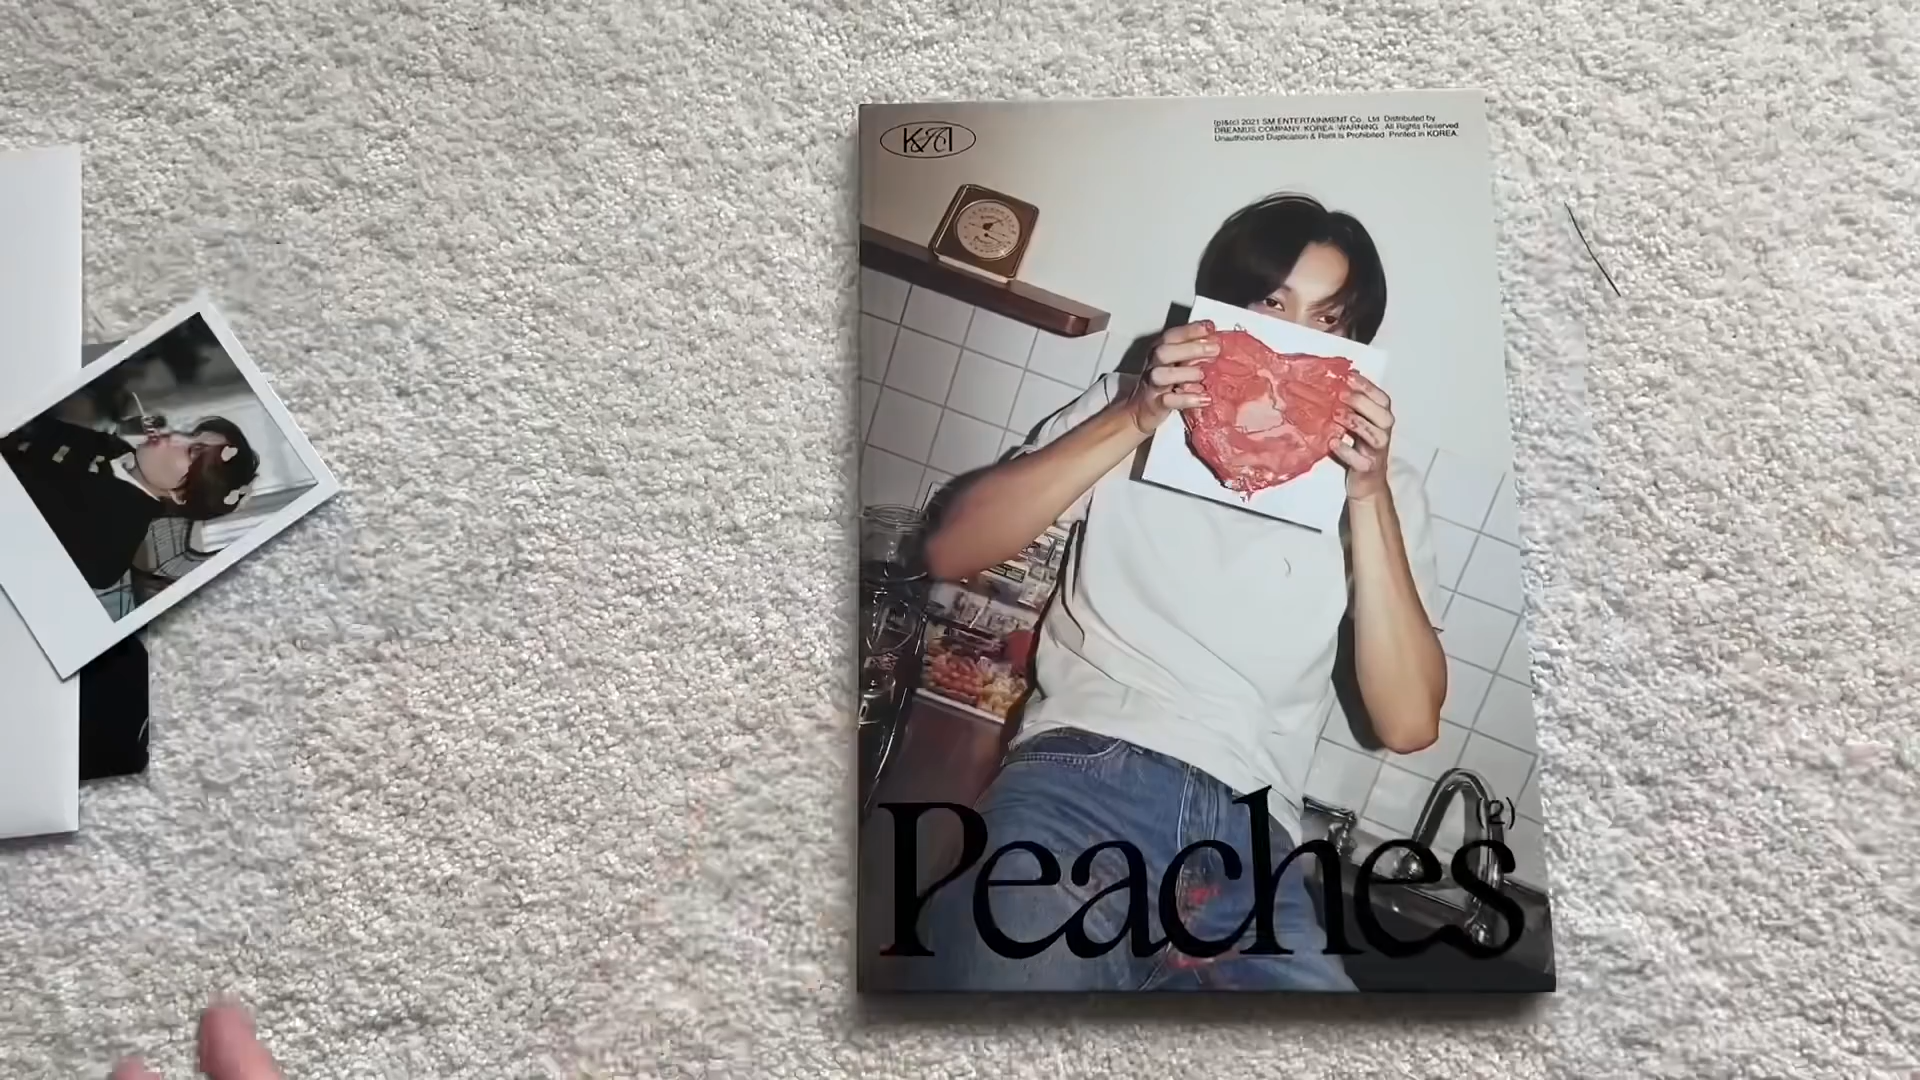 KAI
(p)&(c) 2021 SM ENTERTAINMENT Co., Ltd. Distributed by
DREAMUS COMPANY. KOREA. WARNING : All Rights Reserved.
Unauthorized Duplication & Rent is Prohibited. Printed in KOREA.
(2)
Peaches